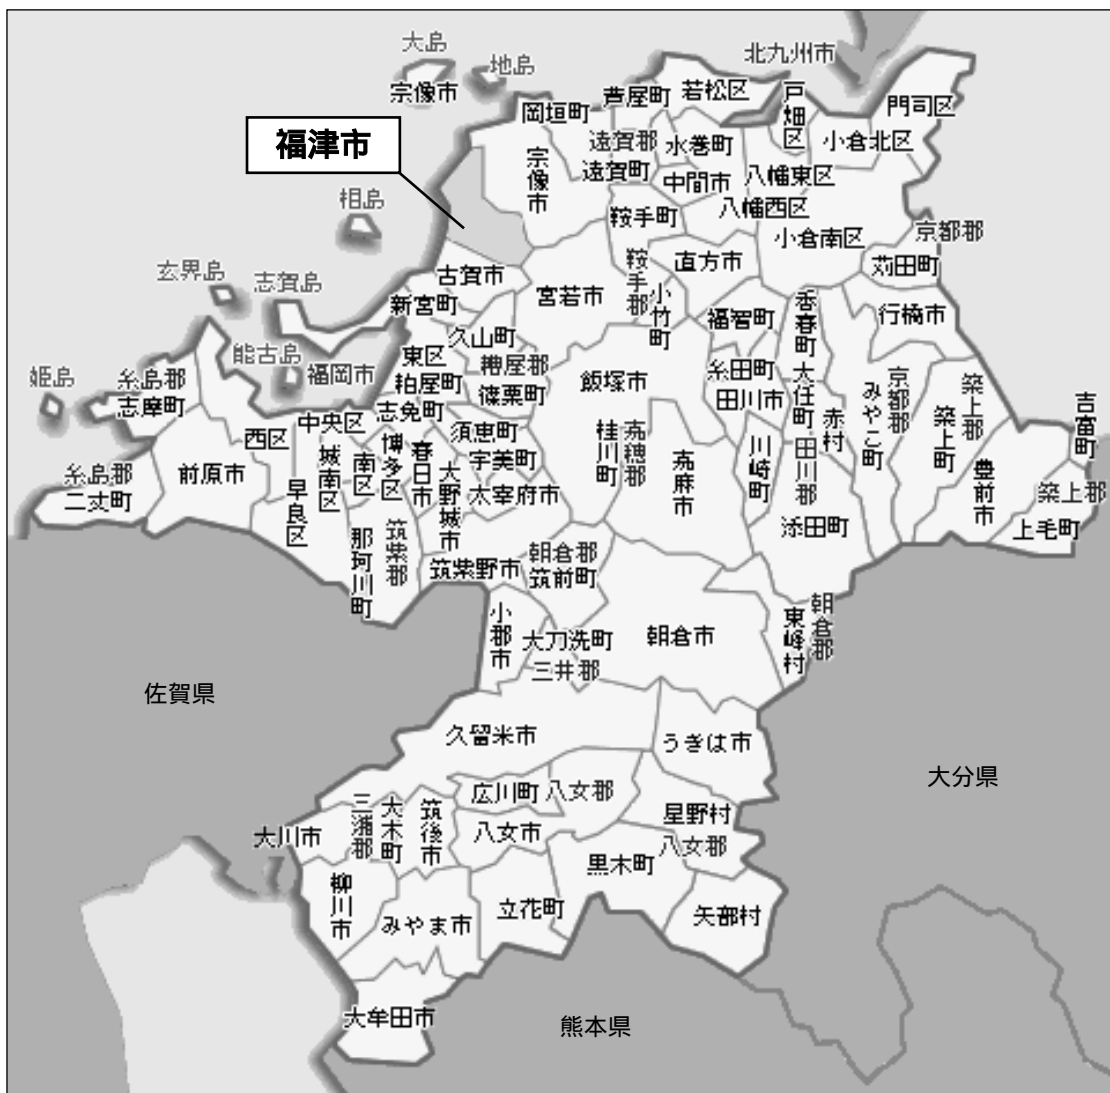 大島
地島
宗像市
北九州市
芦屋町
若松区
戸畑区
門司区
岡垣町
遠賀郡
水巻町
小倉北区
福津市
宗像市
遠賀町
中間市
八幡東区
相島
鞍手町
八幡西区
小倉南区
京都郡
古賀市
鞍手郡
直方市
苅田町
玄界島
志賀島
新宮町
宮若市
小竹町
福智町
香春町
行橋市
久山町
能古島
福岡市
東区
糟屋郡
粕屋町
篠栗町
飯塚市
糸田町
田川市
大任町
赤村
京都郡
みやこ町
築上郡
築上町
吉富町
姫島
糸島郡
志摩町
志免町
中央区
西区
城南区
南区
博多区
春日市
須恵町
宇美町
大野城市
太宰府市
桂川町
嘉穂郡
嘉麻市
川崎町
田川郡
豊前市
築上郡
上毛町
糸島郡
二丈町
前原市
早良区
那珂川町
筑紫郡
添田町
筑紫野市
朝倉郡
筑前町
小郡市
大刀洗町
三井郡
朝倉市
東峰村
朝倉郡
佐賀県
久留米市
うきは市
大分県
広川町
八女郡
星野村
大川市
三潴郡
大木町
筑後市
八女市
黒木町
八女郡
柳川市
みやま市
立花町
矢部村
大牟田市
熊本県